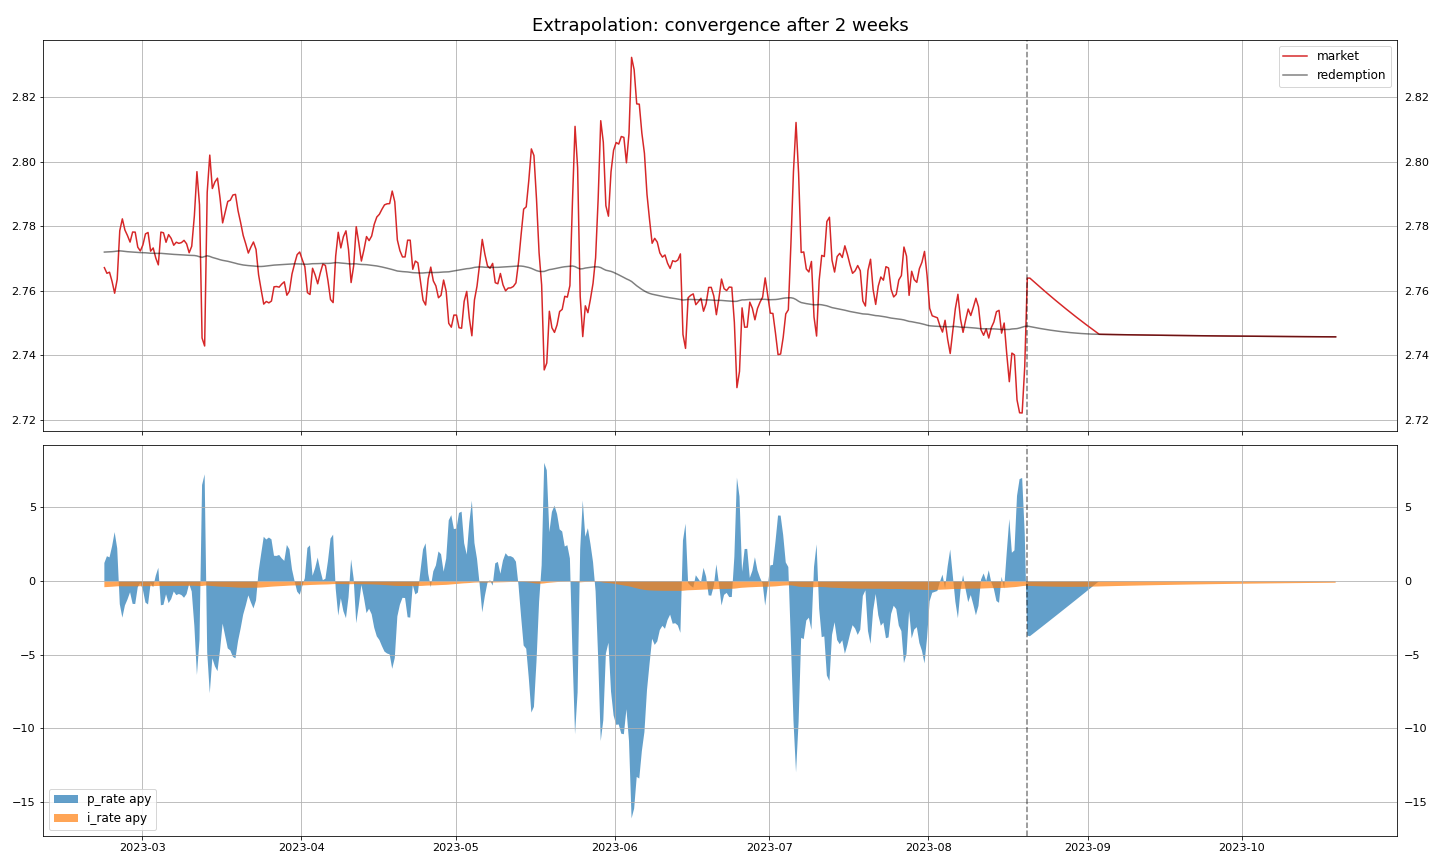 Extrapolation: convergence after 2 weeks
market
redemption
2.82 2.82
2.80 2.80
2.78 2.78
2.76 2.76
2.74 2.74
2.72 2.72
5 5
0 0
−5 −5
−10 −10
−15 −15
p_rate apy
i_rate apy
2023-03 2023-04 2023-05 2023-06 2023-07 2023-08 2023-09 2023-10